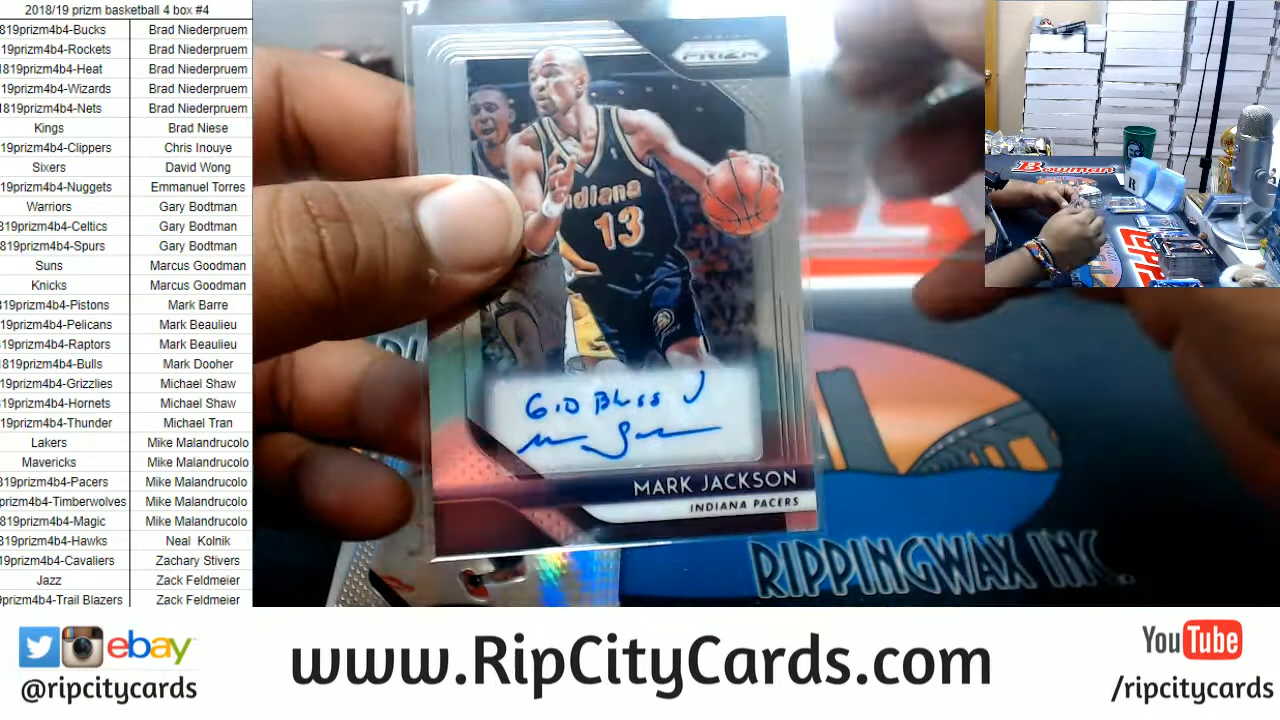 2018/19 prizm basketball 4 box #4
819prizm4b4-Bucks Brad Niederpruem
19prizm4b4-Rockets Brad Niederpruem
1819prizm4b4-Heat Brad Niederpruem
19prizm4b4-Wizards Brad Niederpruem
1819prizm4b4-Nets Brad Niederpruem
Kings Brad Niese
19prizm4b4-Clippers Chris Inouye
Sixers David Wong
19prizm4b4-Nuggets Emmanuel Torres
Warriors Gary Bodtman
819prizm4b4-Celtics Gary Bodtman
819prizm4b4-Spurs Gary Bodtman
Suns Marcus Goodman
Knicks Marcus Goodman
819prizm4b4-Pistons Mark Barre
19prizm4b4-Pelicans Mark Beaulieu
19prizm4b4-Raptors Mark Beaulieu
1819prizm4b4-Bulls Mark Dooher
19prizm4b4-Grizzlies Michael Shaw
19prizm4b4-Hornets Michael Shaw
19prizm4b4-Thunder Michael Tran
Lakers Mike Malandrucolo
Mavericks Mike Malandrucolo
819prizm4b4-Pacers Mike Malandrucolo
prizm4b4-Timberwolves Mike Malandrucolo
819prizm4b4-Magic Mike Malandrucolo
819prizm4b4-Hawks Neal Kolnik
9prizm4b4-Cavaliers Zachary Stivers
Jazz Zack Feldmeier
prizm4b4-Trail Blazers Zack Feldmeier
PRIZM
Indiana
13
God Bless
MARK JACKSON
INDIANA PACERS
RIPPINGWAX INC.
Bowman
ebay
@ripcitycards
www.RipCityCards.com
YouTube
/ripcitycards